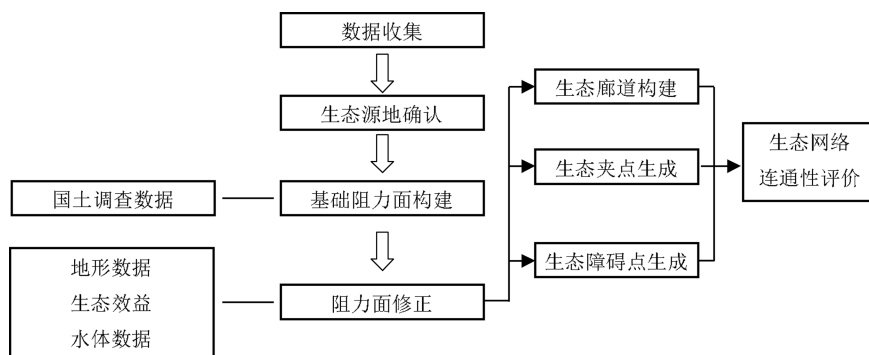 数据收集
生态源地确认
国土调查数据
基础阻力面构建
地形数据
生态效益
水体数据
阻力面修正
生态廊道构建
生态夹点生成
生态障碍点生成
生态网络
连通性评价